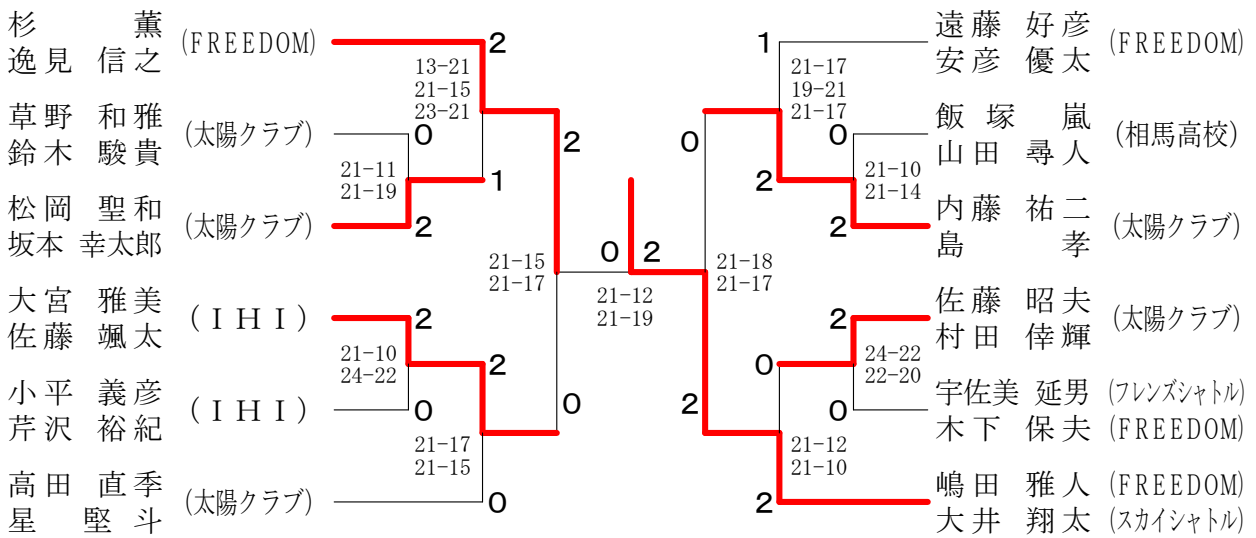 杉 薫
逸見 信之
(FREEDOM)
2
13-21
21-15
23-21
草野 和雅
鈴木 駿貴
(太陽クラブ)
0
21-11
21-19
1
松岡 聖和
坂本 幸太郎
(太陽クラブ)
2
2
21-15
21-17
大宮 雅美
佐藤 颯太
(IHI)
2
21-10
24-22
2
小平 義彦
芹沢 裕紀
(IHI)
0
21-17
21-15
0
高田 直季
星 堅斗
(太陽クラブ)
0
0
2
21-12
21-19
1
遠藤 好彦
安彦 優太
(FREEDOM)
21-17
19-21
21-17
0
飯塚 嵐
山田 尋人
(相馬高校)
0
21-10
21-14
2
内藤 祐二
島 孝
(太陽クラブ)
2
21-18
21-17
佐藤 昭夫
村田 倖輝
(太陽クラブ)
2
24-22
22-20
0
宇佐美 延男 (フレンズシャトル)
木下 保夫 (FREEDOM)
0
2
21-12
21-10
嶋田 雅人 (FREEDOM)
大井 翔太 (スカイシャトル)
2